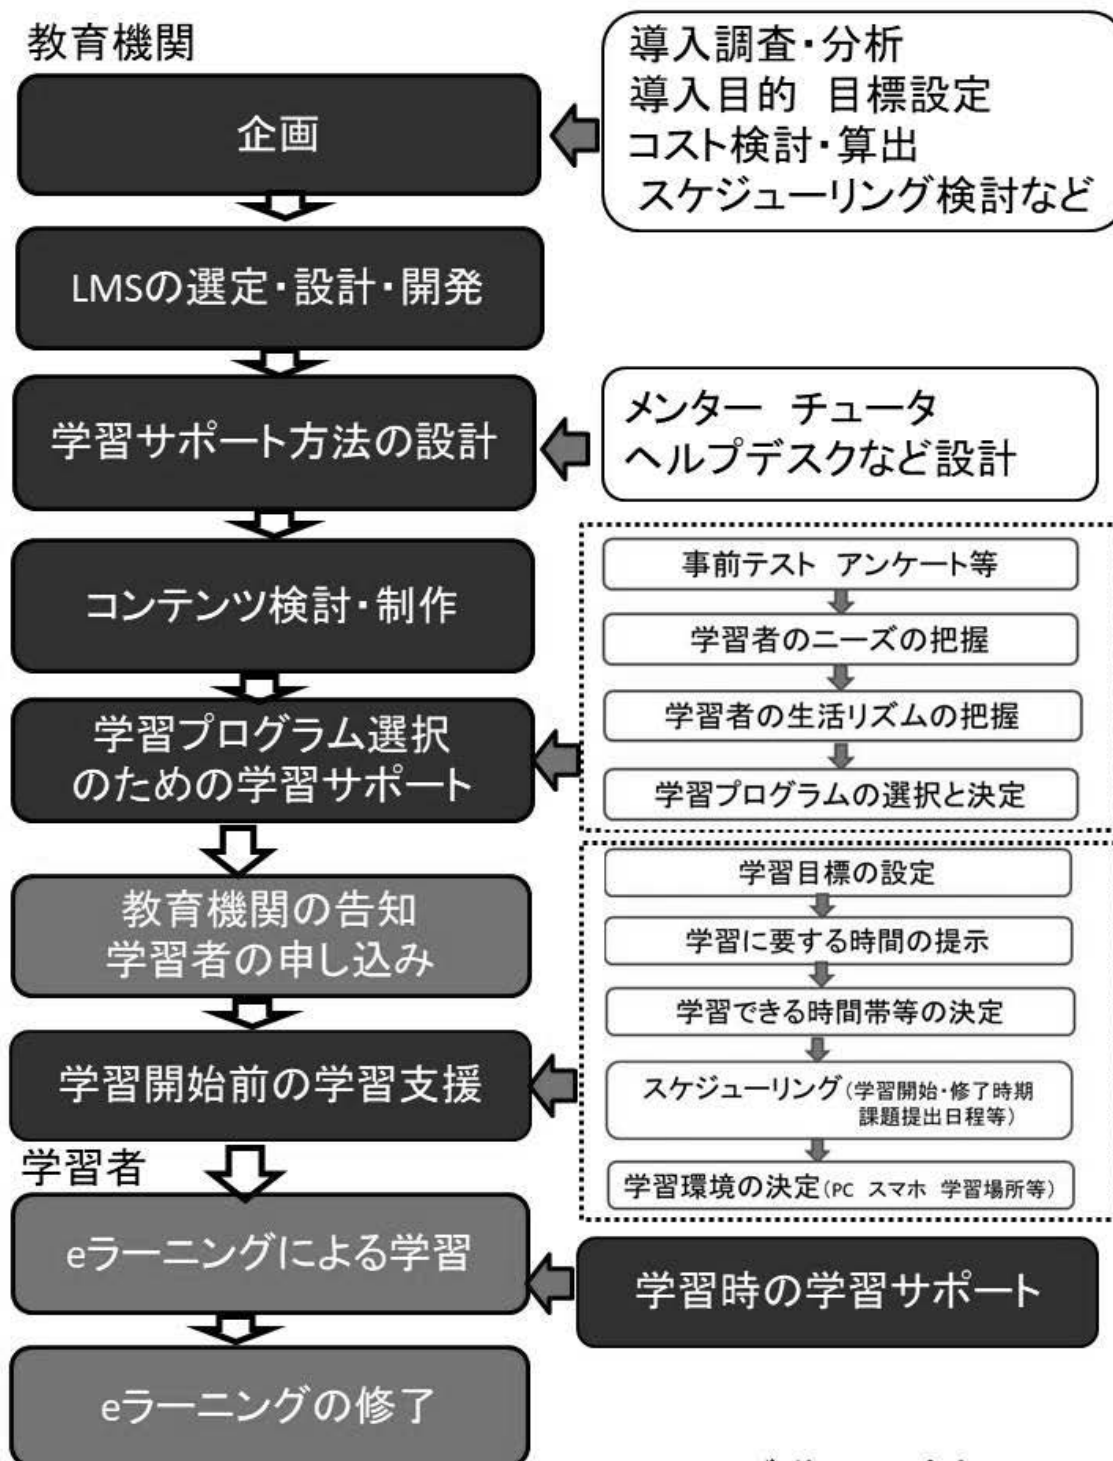 教育機関
企画
導入調査・分析
導入目的 目標設定
コスト検討・算出
スケジューリング検討など
LMSの選定・設計・開発
学習サポート方法の設計
メンター チュータ
ヘルプデスクなど設計
コンテンツ検討・制作
学習プログラム選択
のための学習サポート
事前テスト アンケート等
学習者のニーズの把握
学習者の生活リズムの把握
学習プログラムの選択と決定
教育機関の告知
学習者の申し込み
学習開始前の学習支援
学習目標の設定
学習に要する時間の提示
学習できる時間帯等の決定
スケジューリング(学習開始・修了時期
課題提出日程等)
学習環境の決定(PC スマホ 学習場所等)
学習者
eラーニングによる学習
学習時の学習サポート
eラーニングの修了